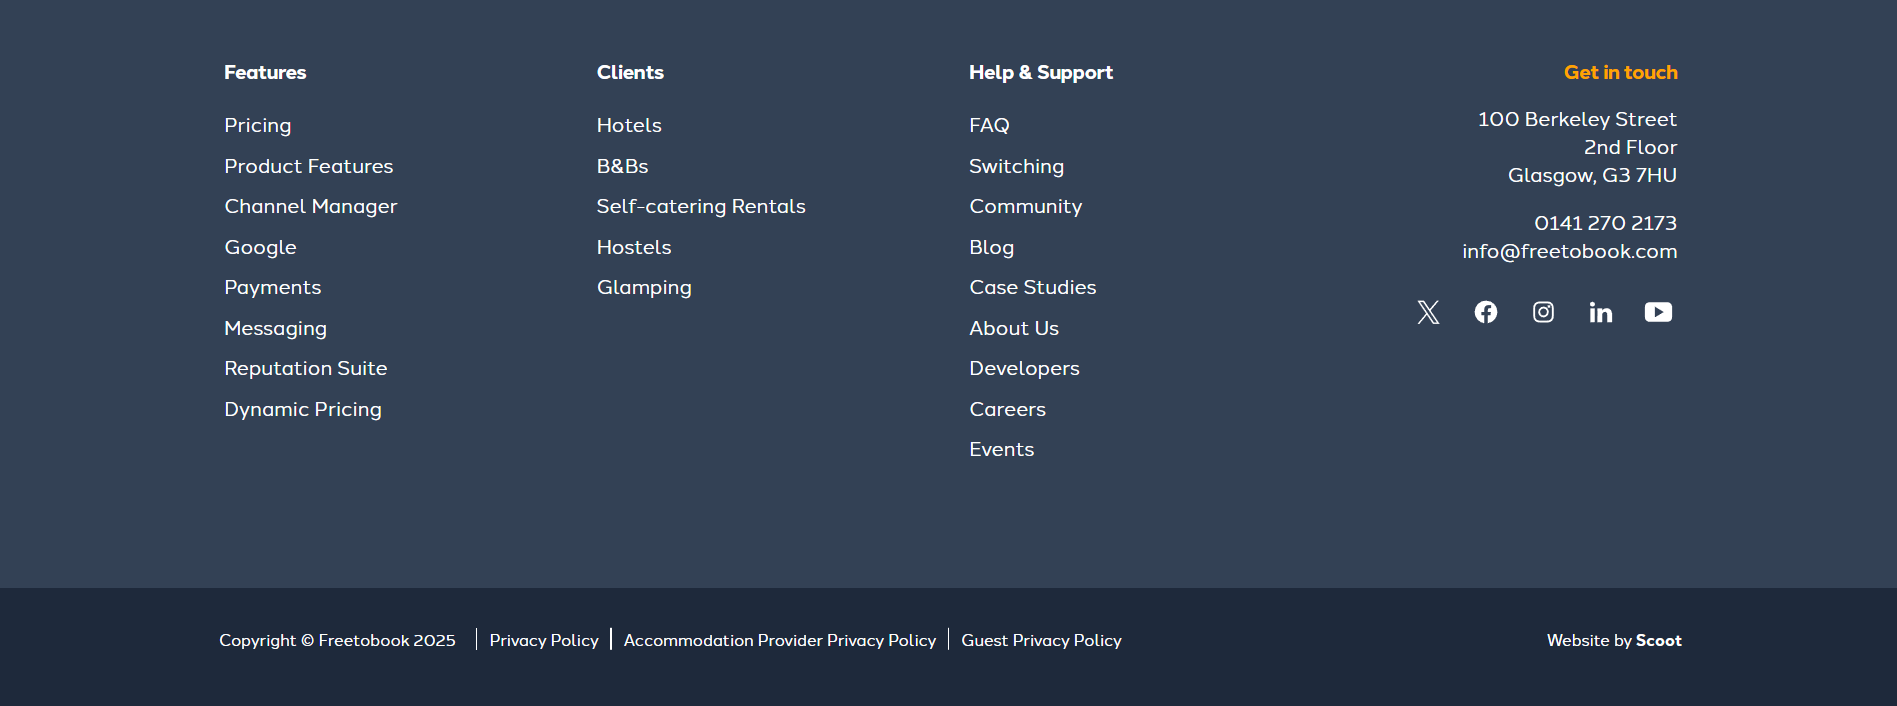 Features
Pricing
Product Features
Channel Manager
Google
Payments
Messaging
Reputation Suite
Dynamic Pricing
Clients
Hotels
B&Bs
Self-catering Rentals
Hostels
Glamping
Help & Support
FAQ
Switching
Community
Blog
Case Studies
About Us
Developers
Careers
Events
Get in touch
100 Berkeley Street
2nd Floor
Glasgow, G3 7HU
0141 270 2173
info@freetobook.com
Copyright © Freetobook 2025 | Privacy Policy | Accommodation Provider Privacy Policy | Guest Privacy Policy
Website by Scoot